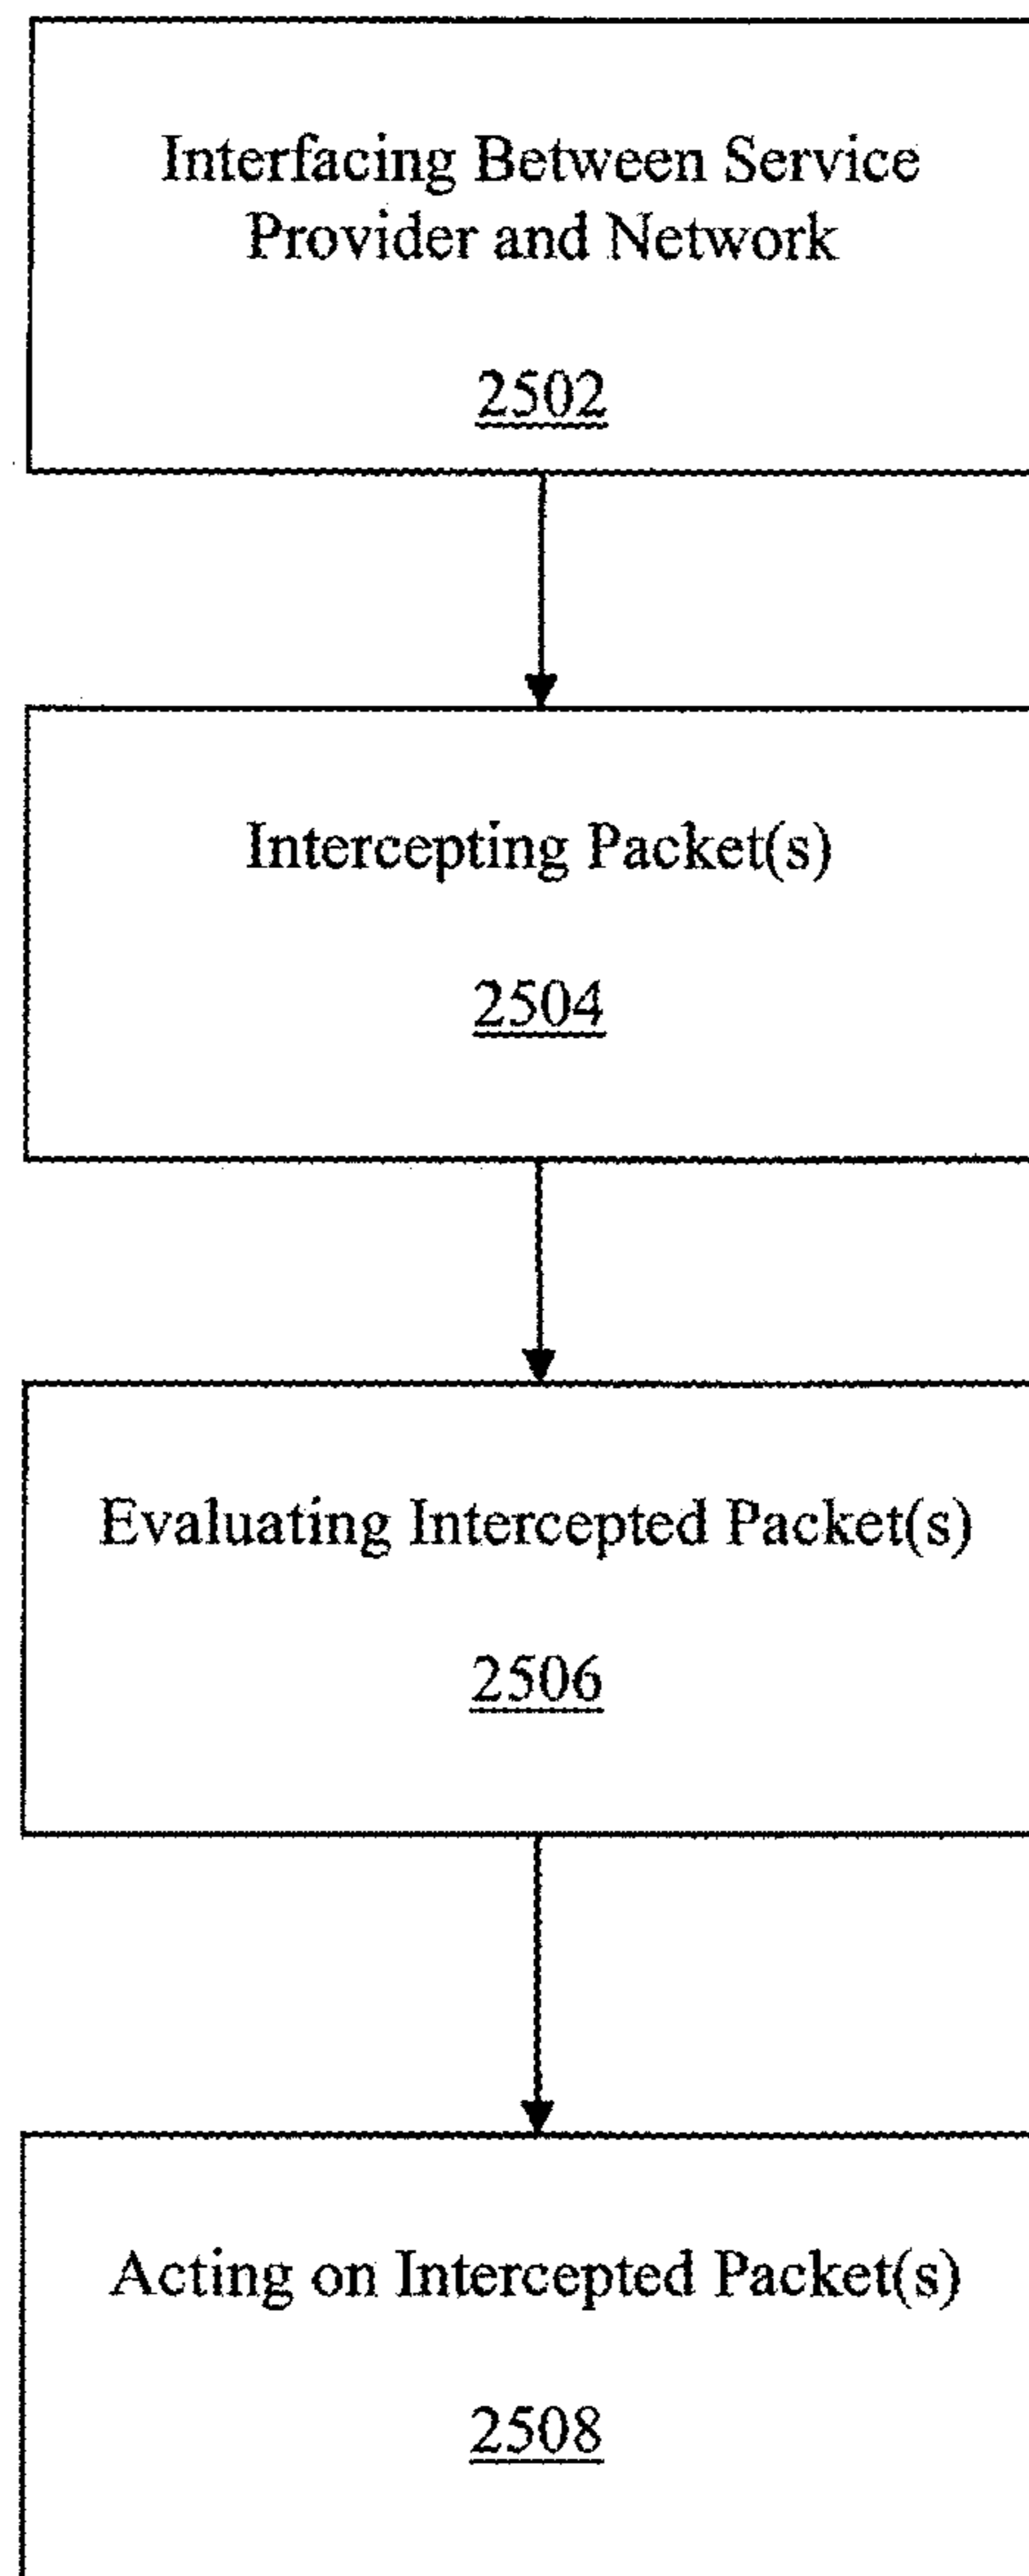 Interfacing Between Service
Provider and Network
2502
Intercepting Packet(s)
2504
Evaluating Intercepted Packet(s)
2506
Acting on Intercepted Packet(s)
2508